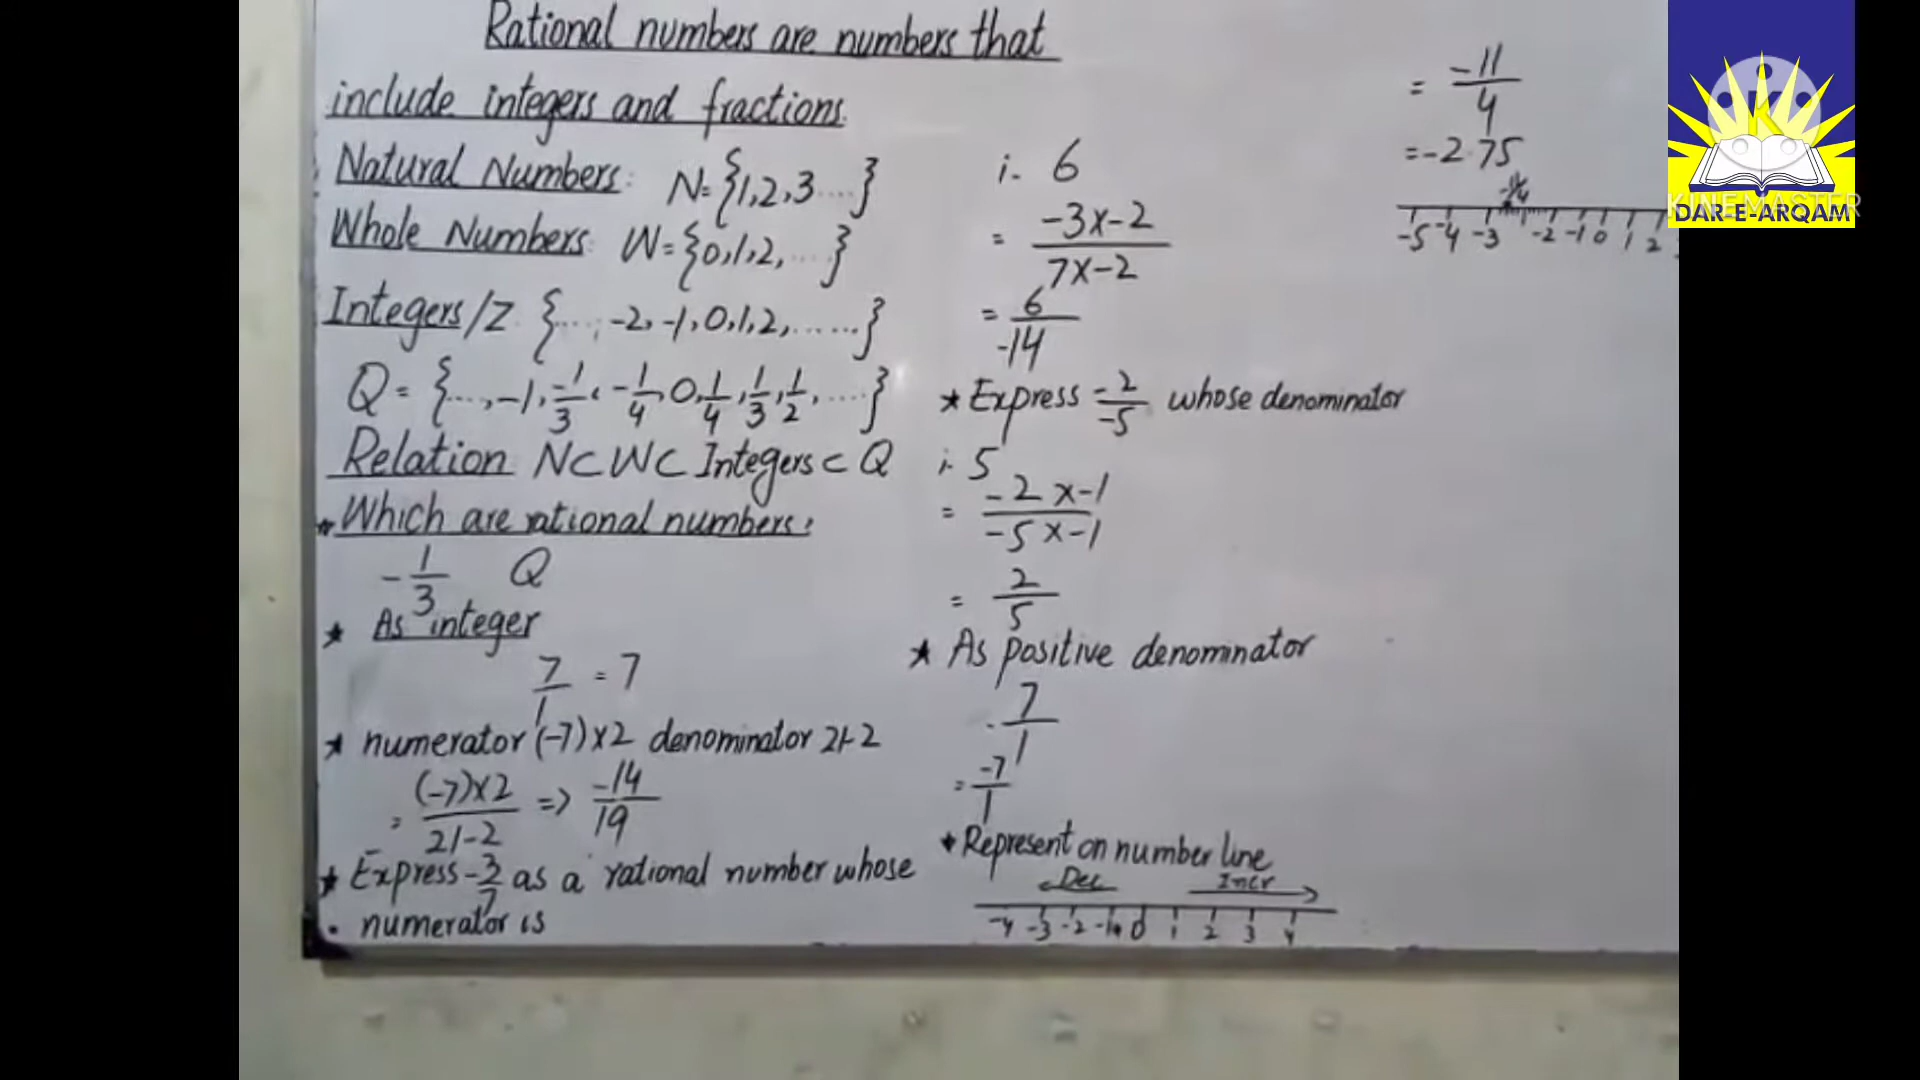 Rational numbers are numbers that
include integers and fractions.
Natural Numbers: N={1,2,3....}
Whole Numbers: W={0,1,2,....}
Integers/Z {....,-2,-1,0,1,2,......}
Q={...,-1,-1/3,-1/4,0,1/4,1/3,1/2,....}
Relation N⊂W⊂Integers⊂Q
* Which are rational numbers:
-1/3 Q
* As integer
7/1 = 7
* numerator (-7)x2 denominator 21-2
= (-7)x2/21-2 => -14/19
* Express -3/7 as a rational number whose
. numerator is
i. 6
= -3x-2/7x-2
= 6/-14
* Express -2/-5 whose denominator
i. 5
= -2x-1/-5x-1
= 2/5
* As positive denominator
-7/1
= -7/1
* Represent on number line
Dec Incr
-4 -3 -2 -1 0 1 2 3 4
= -11/4
=-2.75
-11/4
-5 -4 -3 -2 -1 0 1 2
KINEMASTER
DAR-E-ARQAM